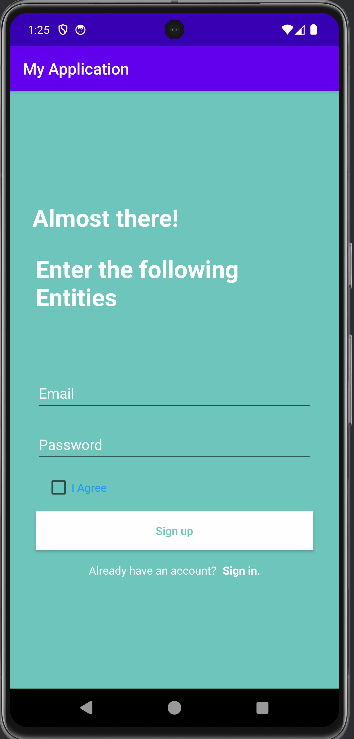 1:25
My Application
Almost there!
Enter the following
Entities
Email
Password
I Agree
Sign up
Already have an account? Sign in.